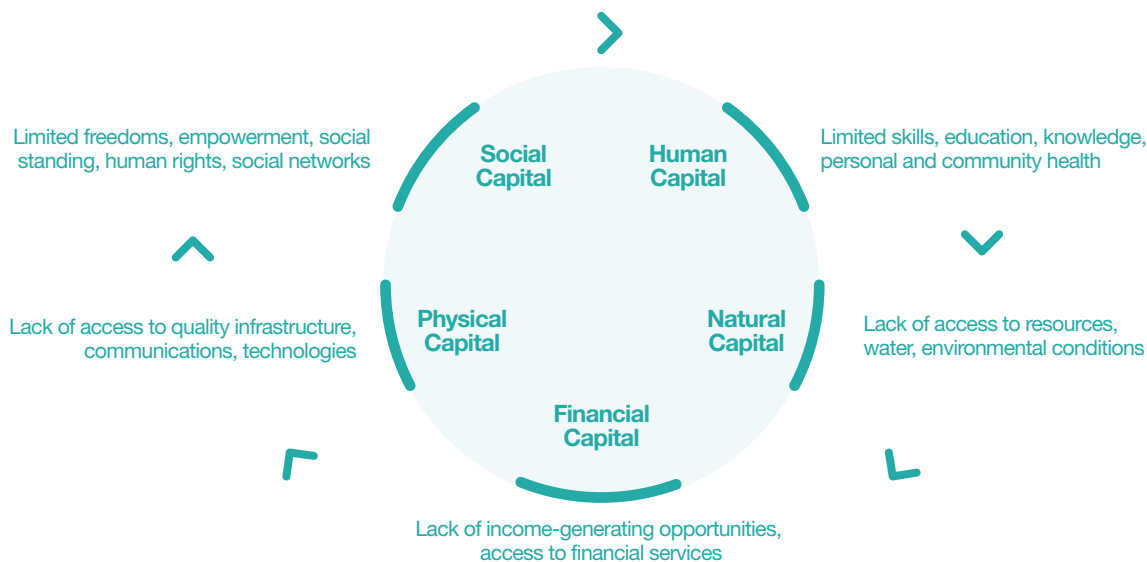 Limited freedoms, empowerment, social
standing, human rights, social networks
Social
Capital
Human
Capital
Limited skills, education, knowledge,
personal and community health
Lack of access to quality infrastructure,
communications, technologies
Physical
Capital
Natural
Capital
Lack of access to resources,
water, environmental conditions
Financial
Capital
Lack of income-generating opportunities,
access to financial services